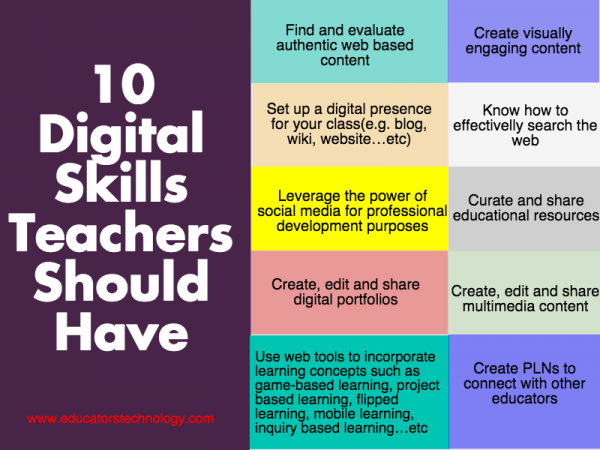 10
Digital
Skills
Teachers
Should
Have
www.educatorstechnology.com
Find and evaluate
authentic web based
content
Create visually
engaging content
Set up a digital presence
for your class(e.g. blog,
wiki, website…etc)
Know how to
effectivelly search the
web
Leverage the power of
social media for professional
development purposes
Curate and share
educational resources
Create, edit and share
digital portfolios
Create, edit and share
multimedia content
Use web tools to incorporate
learning concepts such as
game-based learning, project
based learning, flipped
learning, mobile learning,
inquiry based learning…etc
Create PLNs to
connect with other
educators